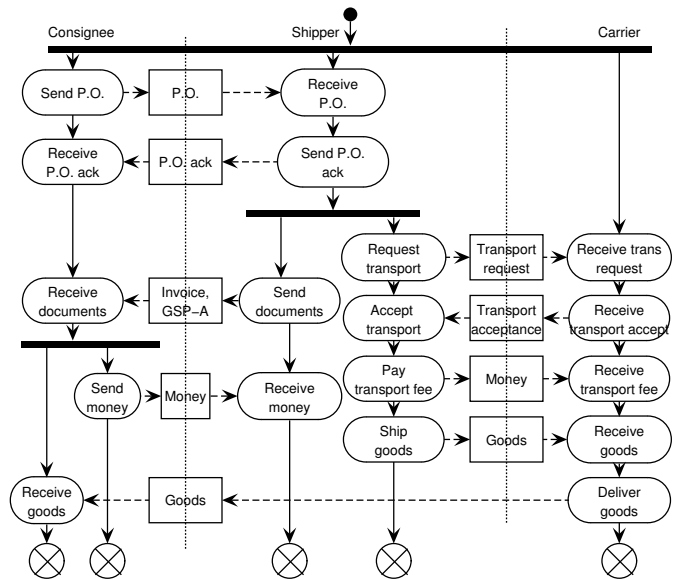 Consignee
Shipper
Carrier
Send P.O.
P.O.
Receive
P.O.
Receive
P.O. ack
P.O. ack
Send P.O.
ack
Request
transport
Transport
request
Receive trans
request
Receive
documents
Invoice,
GSP–A
Send
documents
Accept
transport
Transport
acceptance
Receive
transport accept
Send
money
Money
Receive
money
Pay
transport fee
Money
Receive
transport fee
Ship
goods
Goods
Receive
goods
Receive
goods
Goods
Deliver
goods